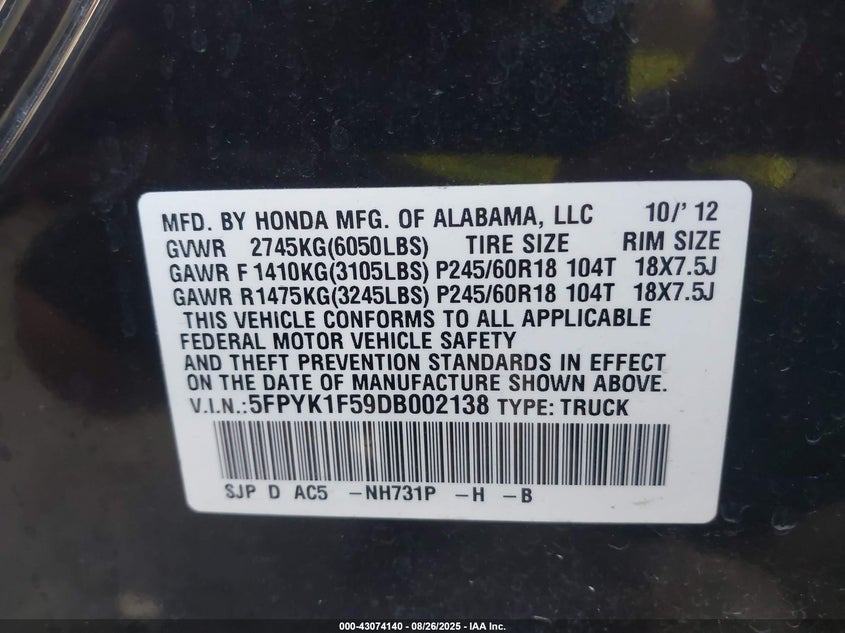 MFD. BY HONDA MFG. OF ALABAMA, LLC 10/' 12
GVWR 2745KG(6050LBS) TIRE SIZE RIM SIZE
GAWR F 1410KG(3105LBS) P245/60R18 104T 18X7.5J
GAWR R1475KG(3245LBS) P245/60R18 104T 18X7.5J
THIS VEHICLE CONFORMS TO ALL APPLICABLE
FEDERAL MOTOR VEHICLE SAFETY
AND THEFT PREVENTION STANDARDS IN EFFECT
ON THE DATE OF MANUFACTURE SHOWN ABOVE.
V.I.N.:5FPYK1F59DB002138 TYPE: TRUCK
SJP D AC5 -NH731P -H -B
000-43074140 - 08/26/2025 - IAA Inc.